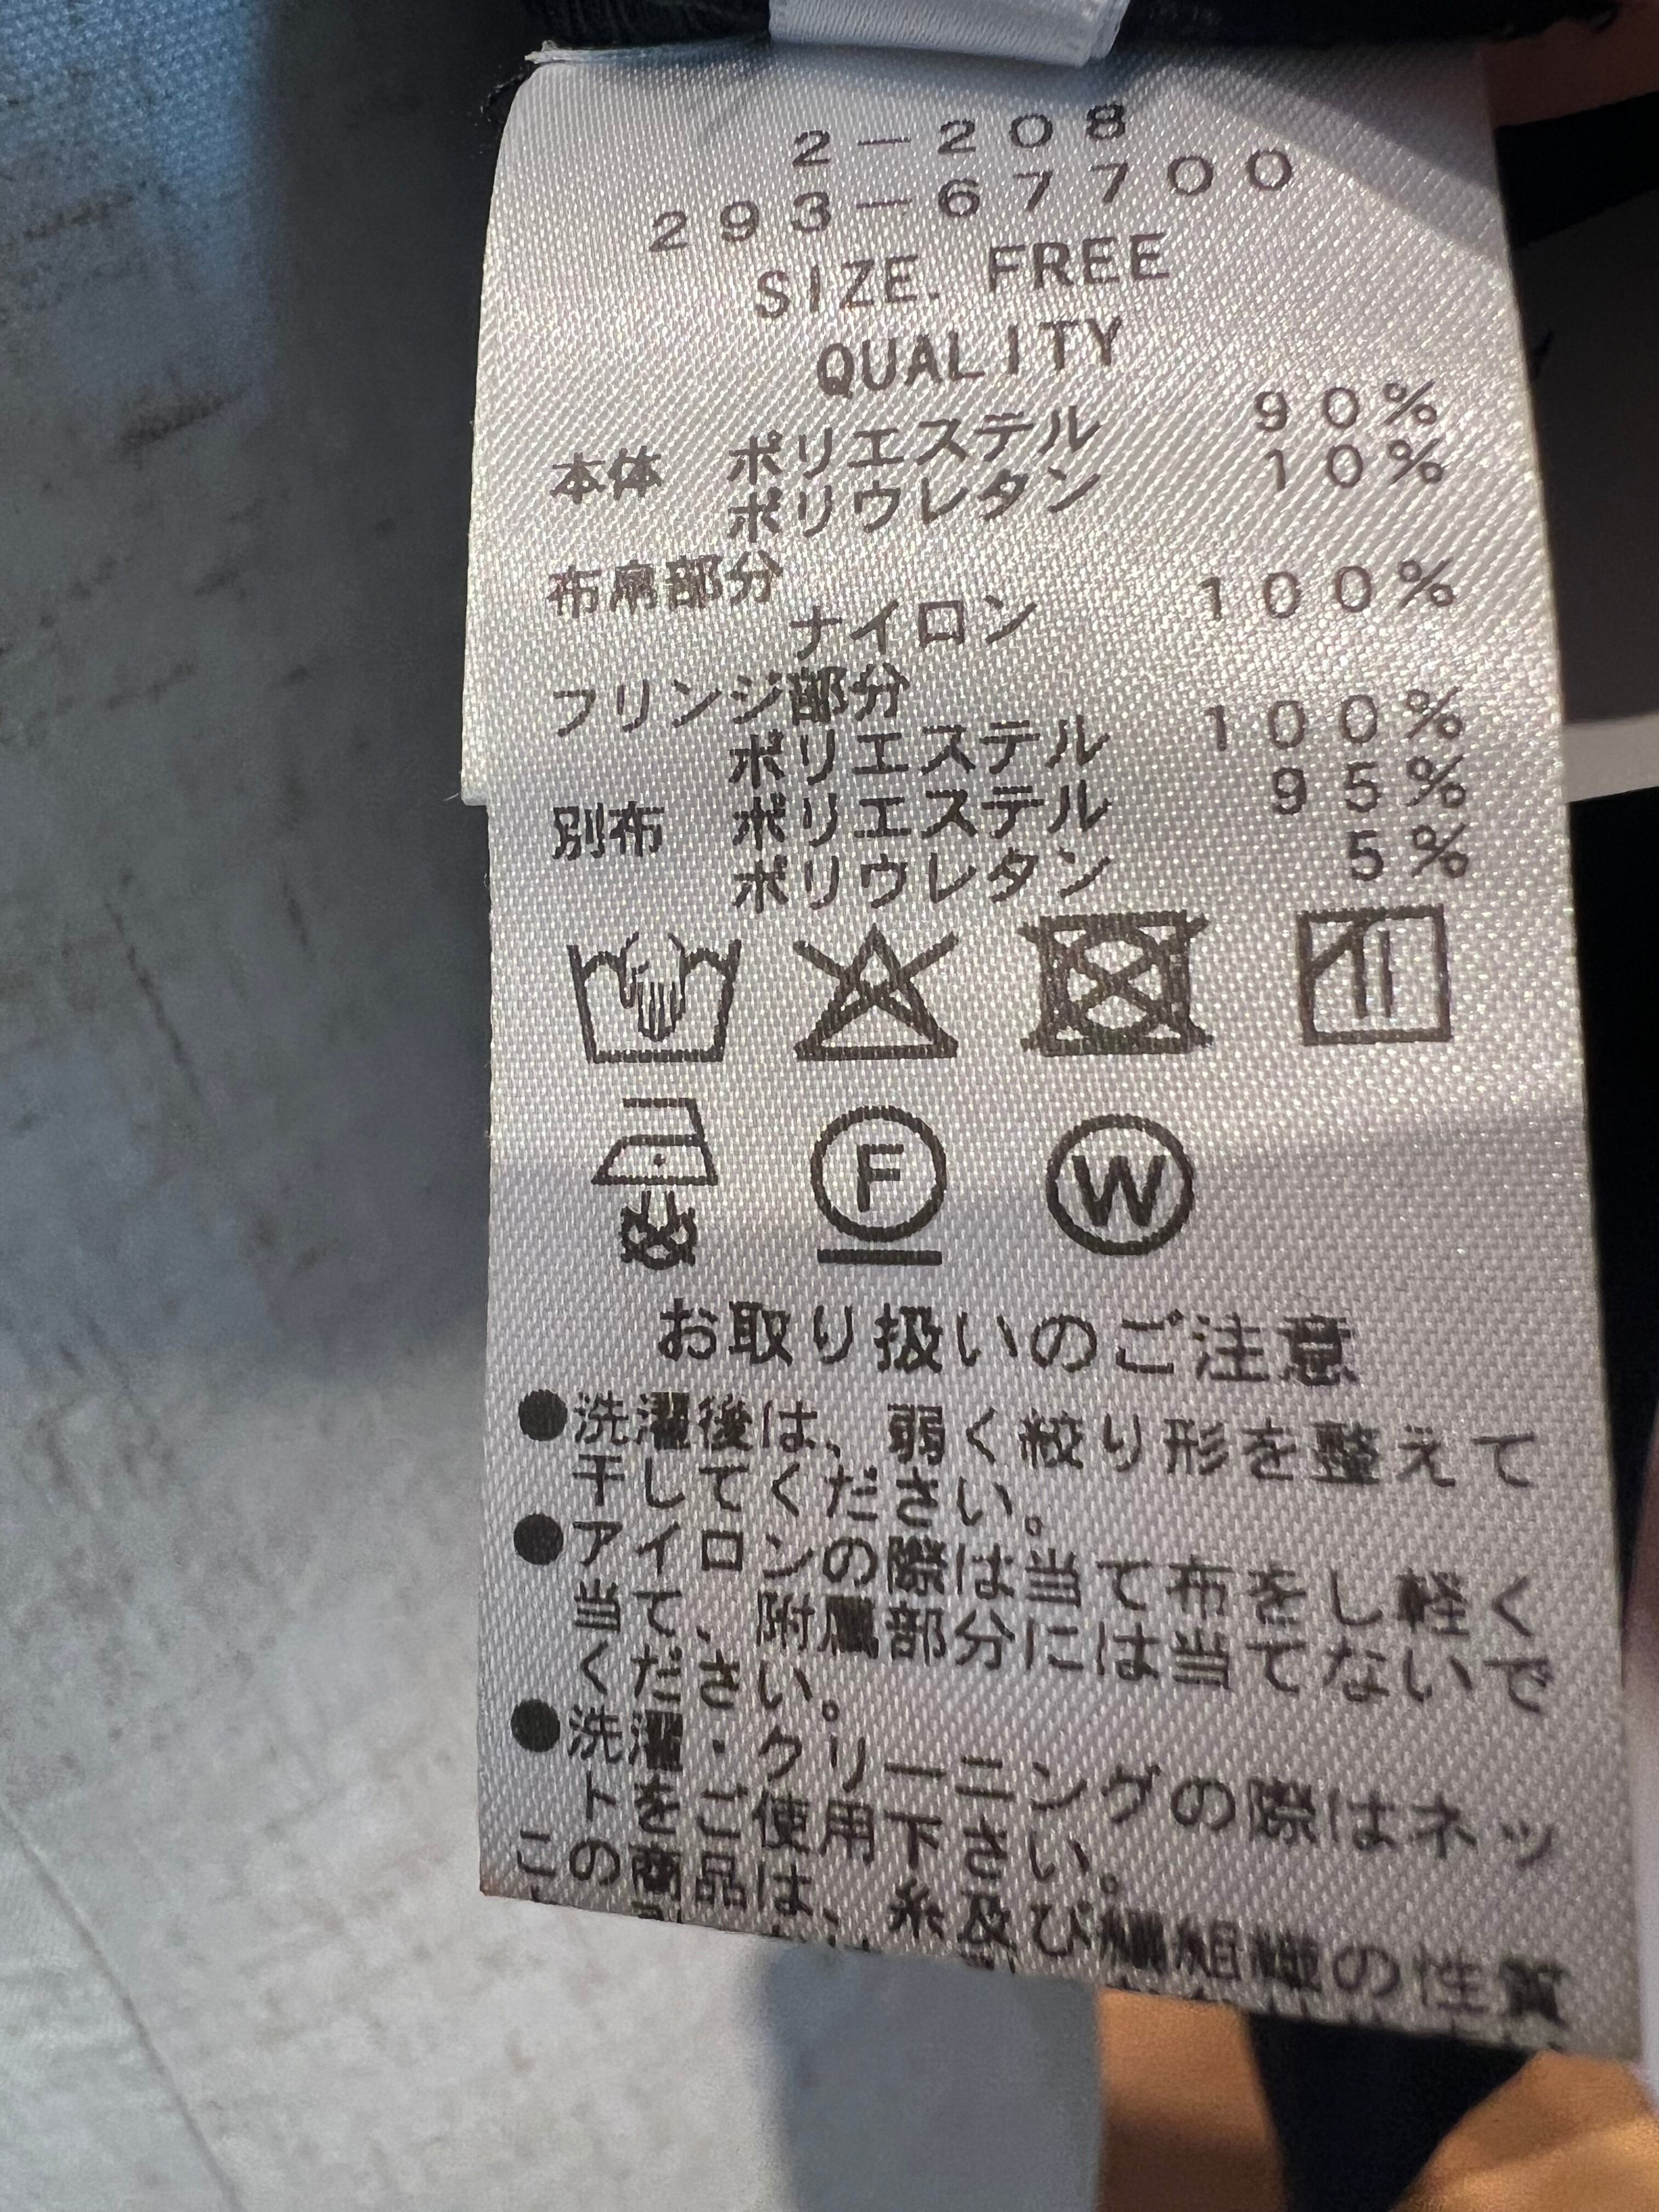 2-208
293-67700
SIZE. FREE
QUALITY
本体 ポリエステル 90%
ポリウレタン 10%
布帛部分
ナイロン 100%
フリンジ部分
ポリエステル 100%
別布 ポリエステル 95%
ポリウレタン 5%
F W
お取り扱いのご注意
●洗濯後は、弱く絞り形を整えて
干してください。
●アイロンの際は当て布をし軽く
当て、附属部分には当てないで
ください。
●洗濯・クリーニングの際はネッ
トをご使用下さい。
この商品は、糸及び編組織の性質